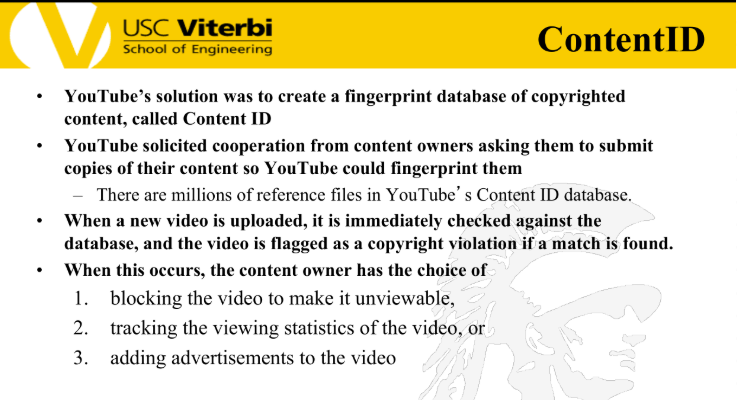 USC Viterbi
School of Engineering
ContentID
• YouTube’s solution was to create a fingerprint database of copyrighted
content, called Content ID
• YouTube solicited cooperation from content owners asking them to submit
copies of their content so YouTube could fingerprint them
– There are millions of reference files in YouTube’s Content ID database.
• When a new video is uploaded, it is immediately checked against the
database, and the video is flagged as a copyright violation if a match is found.
• When this occurs, the content owner has the choice of
1. blocking the video to make it unviewable,
2. tracking the viewing statistics of the video, or
3. adding advertisements to the video